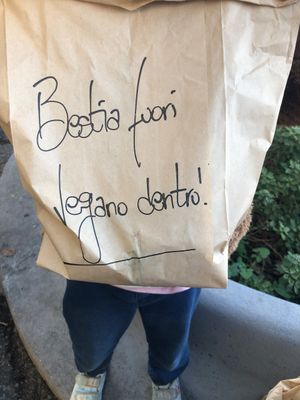 Bestia fuori
vegano dentro!